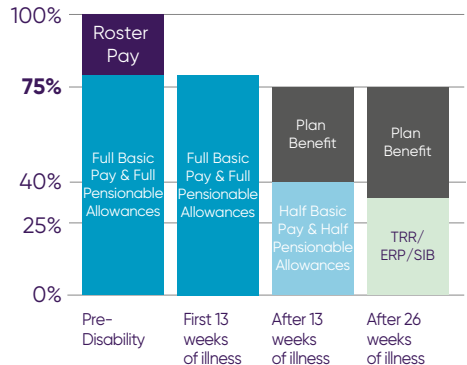 100%
75%
40%
25%
0%
Roster
Pay
Full Basic
Pay & Full
Pensionable
Allowances
Full Basic
Pay & Full
Pensionable
Allowances
Plan
Benefit
Half Basic
Pay & Half
Pensionable
Allowances
Plan
Benefit
TRR/
ERP/SIB
Pre-
Disability
First 13
weeks
of illness
After 13
weeks
of illness
After 26
weeks
of illness